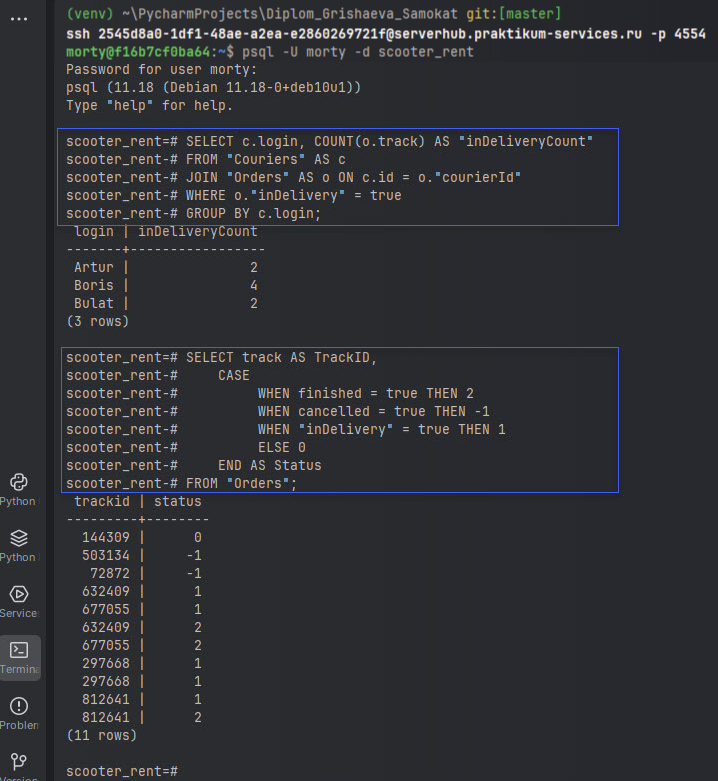 (venv) ~\PycharmProjects\Diplom_Grishaeva_Samokat git:[master]
ssh 2545d8a0-1df1-48ae-a2ea-e2860269721f@serverhub.praktikum-services.ru -p 4554
morty@f16b7cf0ba64:~$ psql -U morty -d scooter_rent
Password for user morty:
psql (11.18 (Debian 11.18-0+deb10u1))
Type "help" for help.
scooter_rent=# SELECT c.login, COUNT(o.track) AS "inDeliveryCount"
scooter_rent-# FROM "Couriers" AS c
scooter_rent-# JOIN "Orders" AS o ON c.id = o."courierId"
scooter_rent-# WHERE o."inDelivery" = true
scooter_rent-# GROUP BY c.login;
login | inDeliveryCount
-------+-----------------
Artur | 2
Boris | 4
Bulat | 2
(3 rows)
scooter_rent=# SELECT track AS TrackID,
scooter_rent-# CASE
scooter_rent-# WHEN finished = true THEN 2
scooter_rent-# WHEN cancelled = true THEN -1
scooter_rent-# WHEN "inDelivery" = true THEN 1
scooter_rent-# ELSE 0
scooter_rent-# END AS Status
scooter_rent-# FROM "Orders";
trackid | status
---------+--------
144309 | 0
503134 | -1
72872 | -1
632409 | 1
677055 | 1
632409 | 2
677055 | 2
297668 | 1
297668 | 1
812641 | 1
812641 | 2
(11 rows)
scooter_rent=#
Python
Python
Service
Termina
Problem